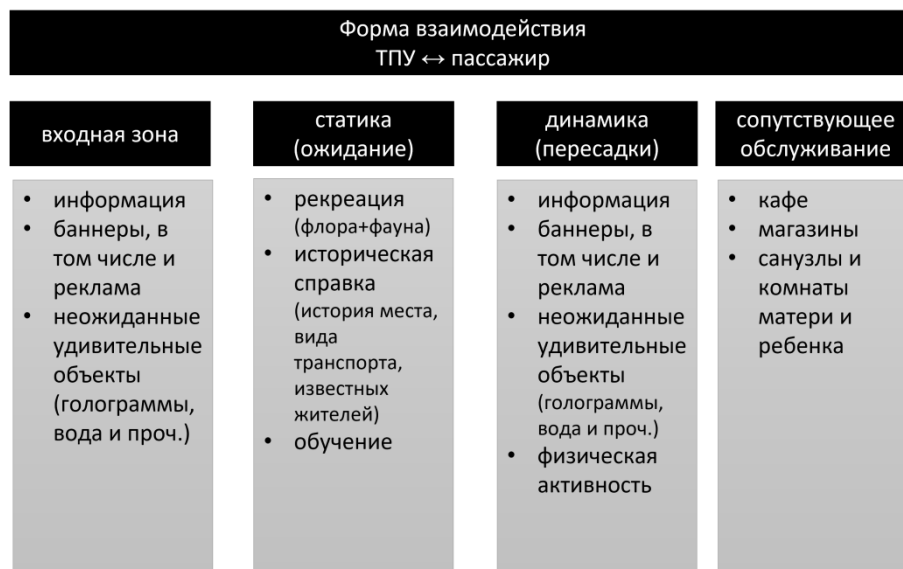 Форма взаимодействия
ТПУ ↔ пассажир
входная зона
• информация
• баннеры, в
том числе и
реклама
• неожиданные
удивительные
объекты
(голограммы,
вода и проч.)
статика
(ожидание)
• рекреация
(флора+фауна)
• историческая
справка
(история места,
вида
транспорта,
известных
жителей)
• обучение
динамика
(пересадки)
• информация
• баннеры, в
том числе и
реклама
• неожиданные
удивительные
объекты
(голограммы,
вода и проч.)
• физическая
активность
сопутствующее
обслуживание
• кафе
• магазины
• санузлы и
комнаты
матери и
ребенка